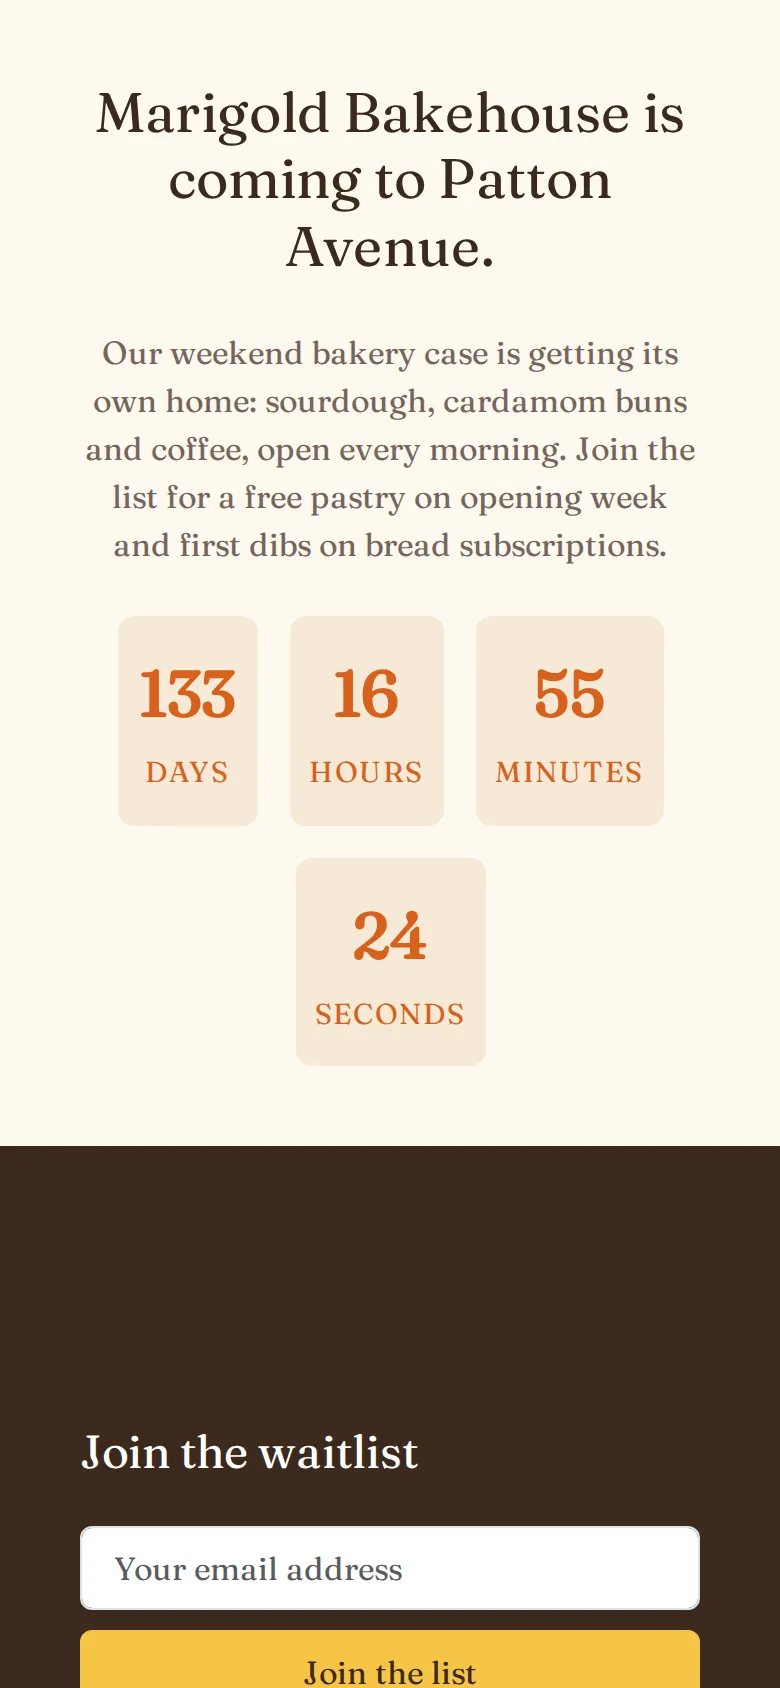 Marigold Bakehouse is
coming to Patton
Avenue.
Our weekend bakery case is getting its
own home: sourdough, cardamom buns
and coffee, open every morning. Join the
list for a free pastry on opening week
and first dibs on bread subscriptions.
133
DAYS
16
HOURS
55
MINUTES
24
SECONDS
Join the waitlist
Your email address
Join the list